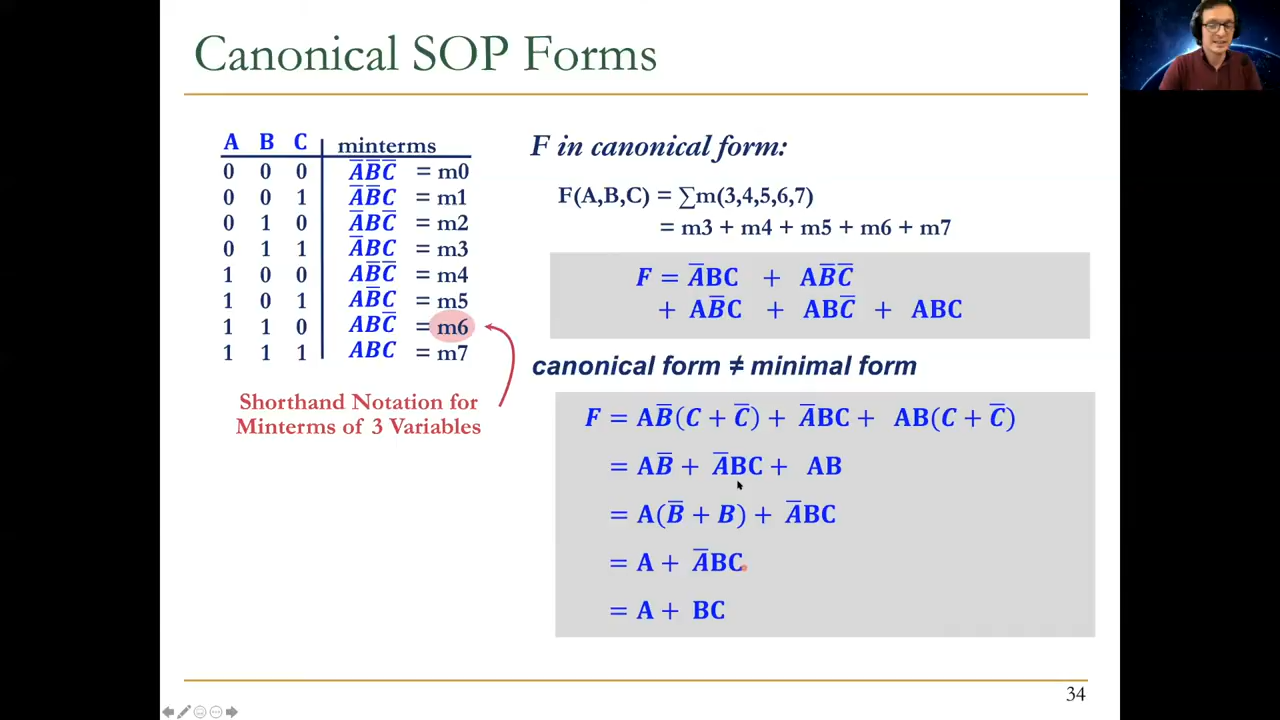 Canonical SOP Forms
A B C minterms
0 0 0 A̅B̅C̅ = m0
0 0 1 A̅B̅C = m1
0 1 0 A̅BC̅ = m2
0 1 1 A̅BC = m3
1 0 0 AB̅C̅ = m4
1 0 1 AB̅C = m5
1 1 0 ABC̅ = m6
1 1 1 ABC = m7
Shorthand Notation for
Minterms of 3 Variables
F in canonical form:
F(A,B,C) = ∑m(3,4,5,6,7)
= m3 + m4 + m5 + m6 + m7
F = A̅BC + AB̅C̅
+ AB̅C + ABC̅ + ABC
canonical form ≠ minimal form
F = AB̅(C + C̅) + A̅BC + AB(C + C̅)
= AB̅ + A̅BC + AB
= A(B̅ + B) + A̅BC
= A + A̅BC
= A + BC
34